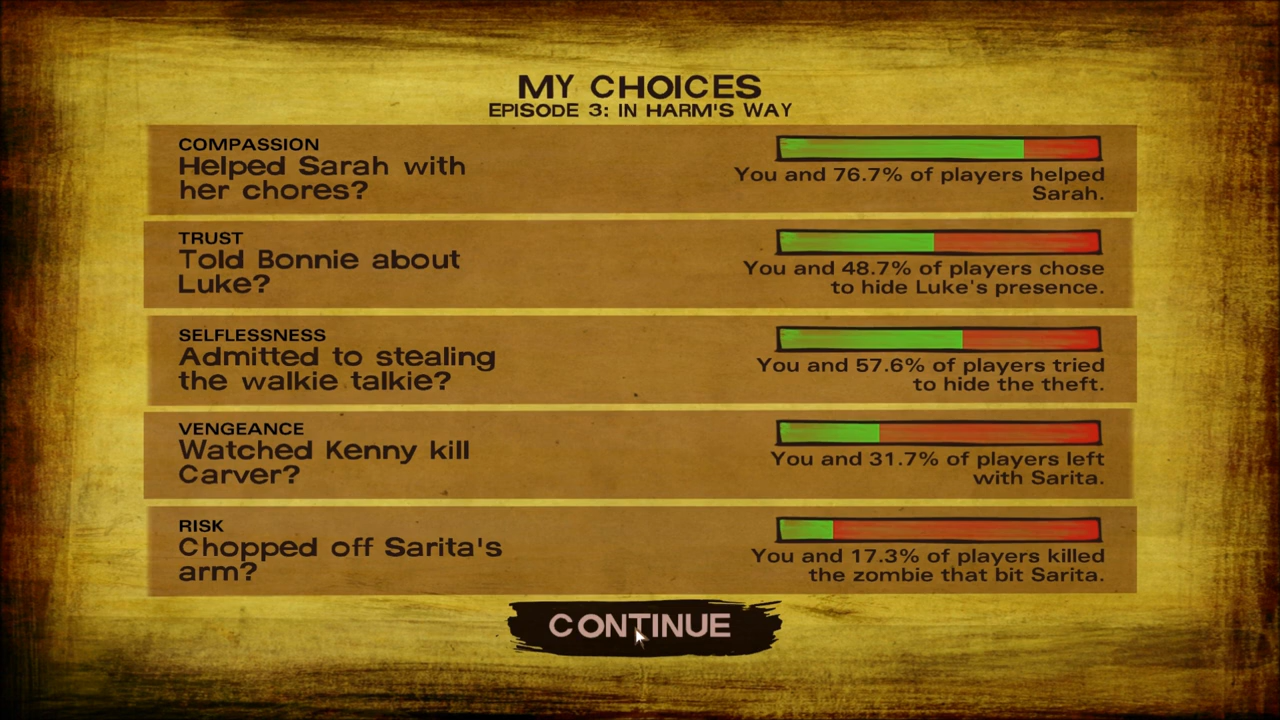 MY CHOICES
EPISODE 3: IN HARM'S WAY
COMPASSION
Helped Sarah with
her chores?
You and 76.7% of players helped
Sarah.
TRUST
Told Bonnie about
Luke?
You and 48.7% of players chose
to hide Luke's presence.
SELFLESSNESS
Admitted to stealing
the walkie talkie?
You and 57.6% of players tried
to hide the theft.
VENGEANCE
Watched Kenny kill
Carver?
You and 31.7% of players left
with Sarita.
RISK
Chopped off Sarita's
arm?
You and 17.3% of players killed
the zombie that bit Sarita.
CONTINUE